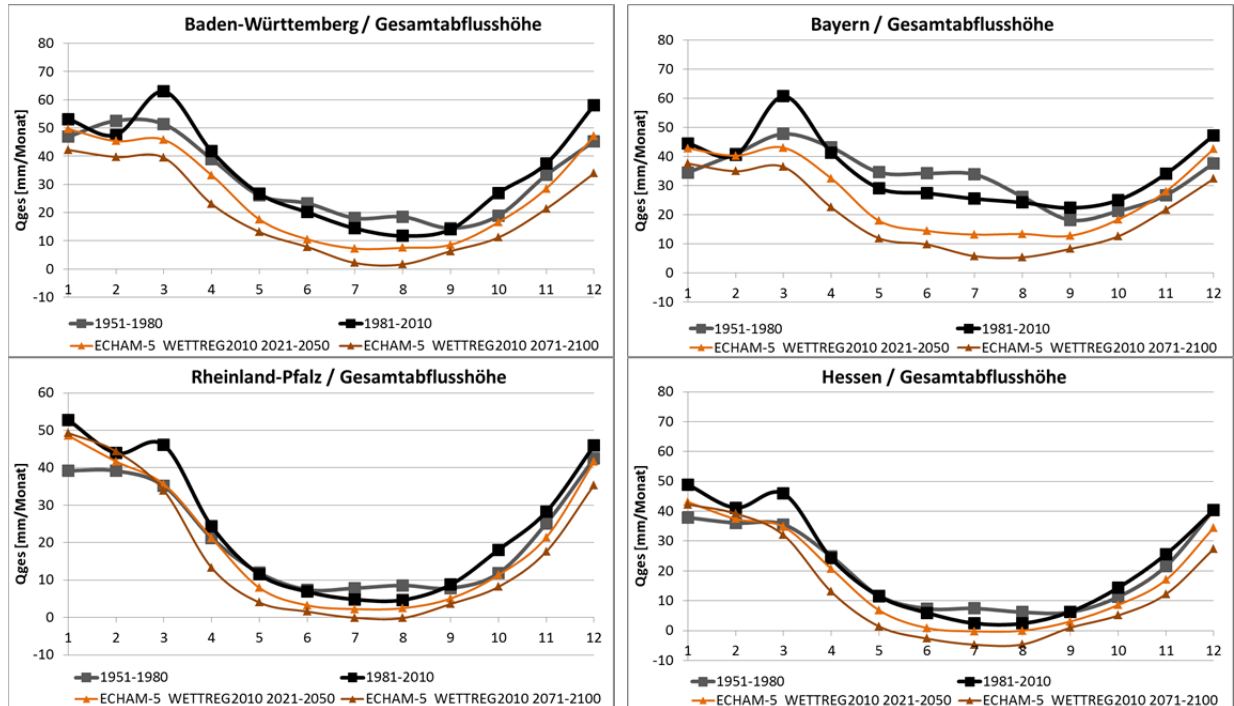 Baden-Württemberg / Gesamtabflusshöhe
80
70
60
50
40
30
20
10
0
-10
Qges [mm/Monat]
1 2 3 4 5 6 7 8 9 10 11 12
1951-1980 1981-2010
ECHAM-5 WETTREG2010 2021-2050 ECHAM-5 WETTREG2010 2071-2100
Bayern / Gesamtabflusshöhe
80
70
60
50
40
30
20
10
0
-10
Qges [mm/Monat]
1 2 3 4 5 6 7 8 9 10 11 12
1951-1980 1981-2010
ECHAM-5 WETTREG2010 2021-2050 ECHAM-5 WETTREG2010 2071-2100
Rheinland-Pfalz / Gesamtabflusshöhe
60
50
40
30
20
10
0
-10
Qges [mm/Monat]
1 2 3 4 5 6 7 8 9 10 11 12
1951-1980 1981-2010
ECHAM-5 WETTREG2010 2021-2050 ECHAM-5 WETTREG2010 2071-2100
Hessen / Gesamtabflusshöhe
80
70
60
50
40
30
20
10
0
-10
Qges [mm/Monat]
1 2 3 4 5 6 7 8 9 10 11 12
1951-1980 1981-2010
ECHAM-5 WETTREG2010 2021-2050 ECHAM-5 WETTREG2010 2071-2100